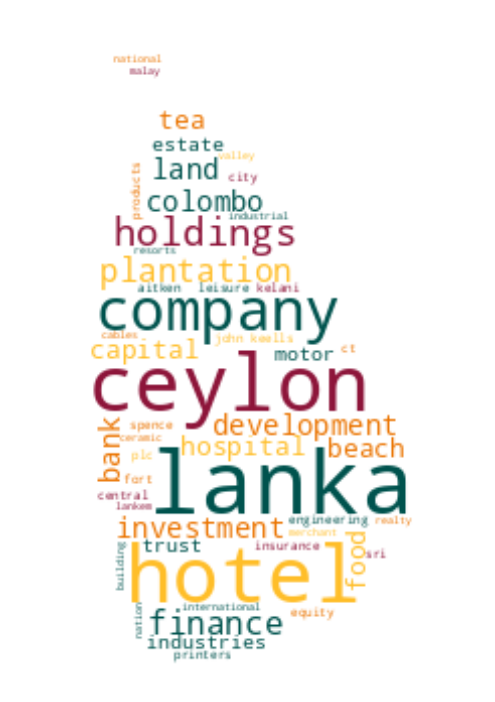 national
malay
tea
estate
valley
land
city
products
colombo
industrial
holdings
resorts
plantation
aitken leisure kelani
company
cables
john keells
capital
motor ct
ceylon
bank
spence
development
ceramic
hospital beach
plc
lanka
fort
central
lankem
engineering realty
investment
merchant
food
trust
insurance
sri
building
hotel
nation
international
equity
finance
industries
printers